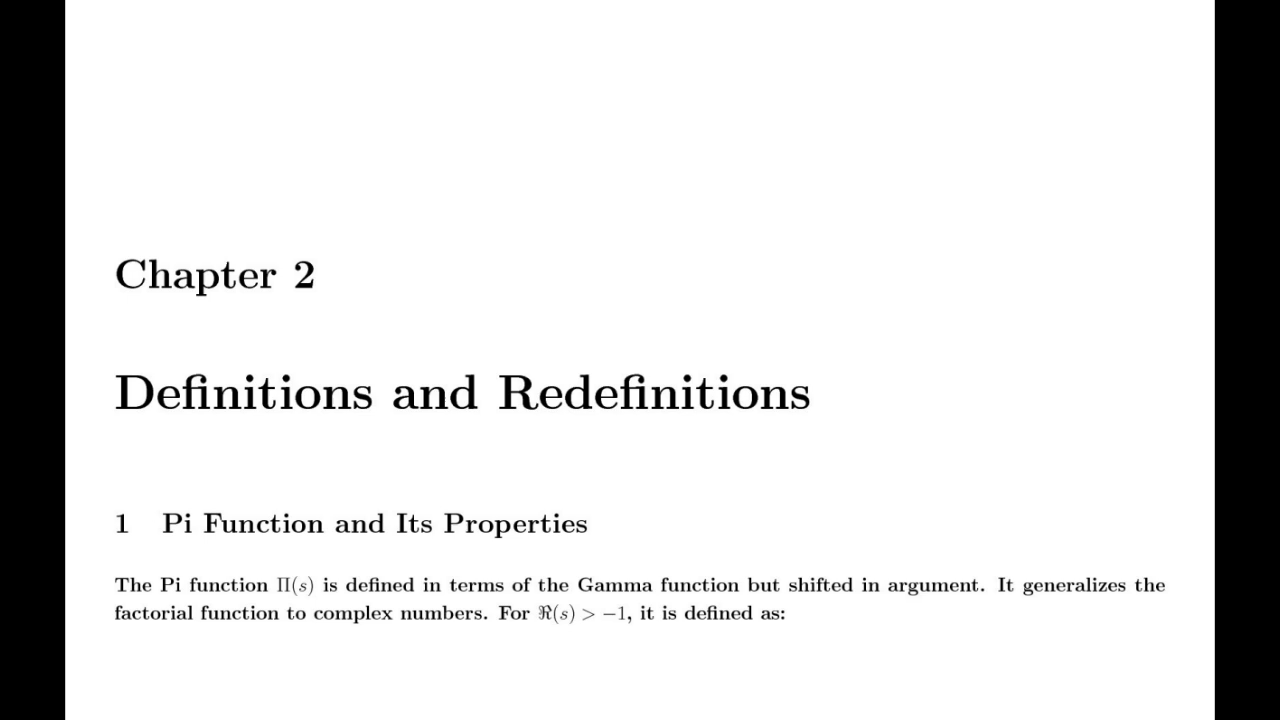 Chapter 2
Definitions and Redefinitions
1 Pi Function and Its Properties
The Pi function Π(s) is defined in terms of the Gamma function but shifted in argument. It generalizes the
factorial function to complex numbers. For ℜ(s) > −1, it is defined as: